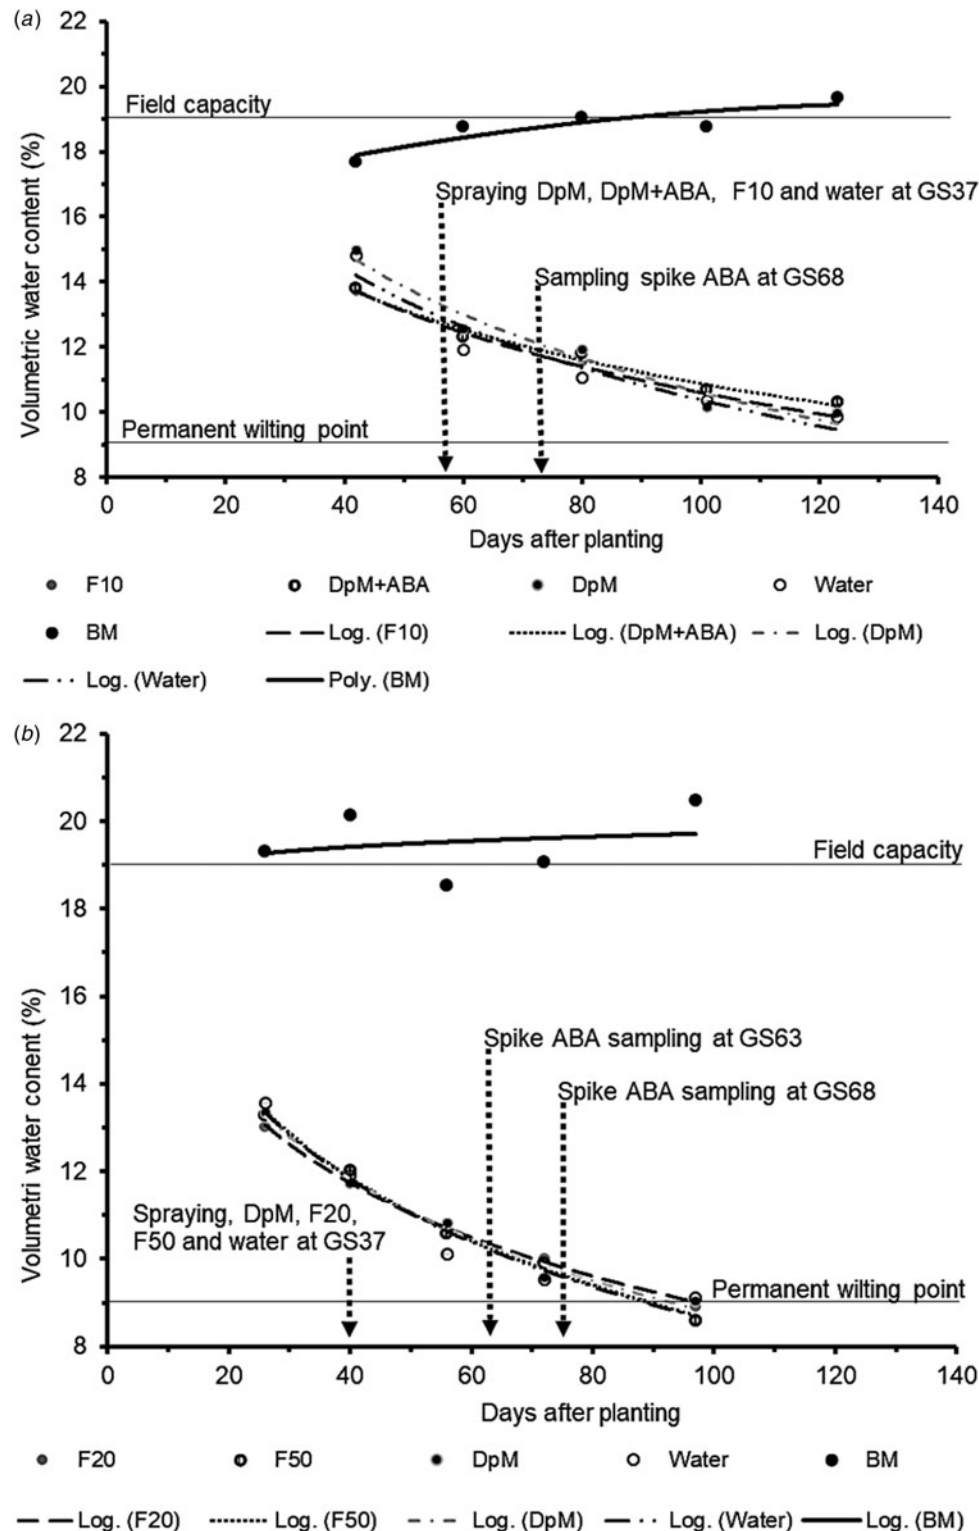 (a)
22
20
18
16
14
12
10
8
Volumetric water content (%)
Field capacity
Spraying DpM, DpM+ABA, F10 and water at GS37
Sampling spike ABA at GS68
Permanent wilting point
0 20 40 60 80 100 120 140
Days after planting
F10 DpM+ABA DpM Water
BM Log. (F10) Log. (DpM+ABA) Log. (DpM)
Log. (Water) Poly. (BM)
(b)
22
20
18
16
14
12
10
8
Volumetri water conent (%)
Field capacity
Spike ABA sampling at GS63
Spike ABA sampling at GS68
Spraying, DpM, F20,
F50 and water at GS37
Permanent wilting point
0 20 40 60 80 100 120 140
Days after planting
F20 F50 DpM Water BM
Log. (F20) Log. (F50) Log. (DpM) Log. (Water) Log. (BM)